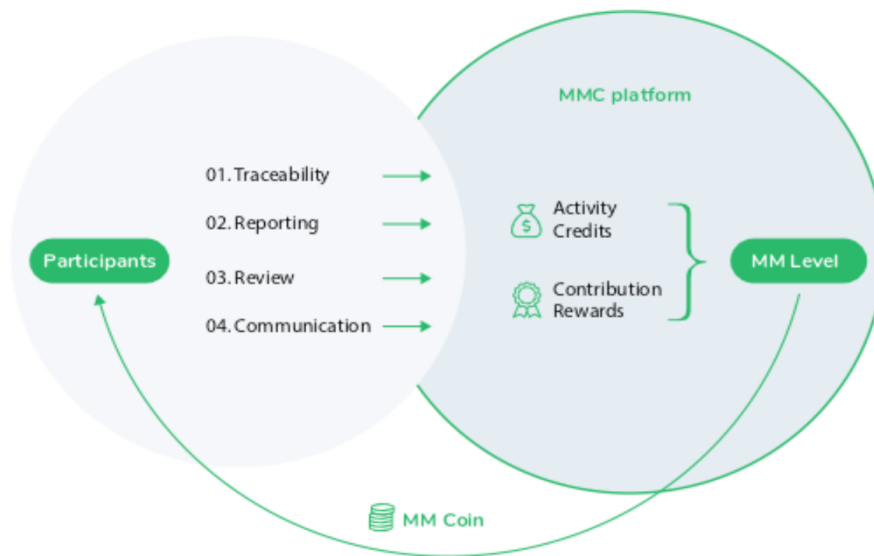 MMC platform
01. Traceability
02. Reporting
03. Review
04. Communication
Participants
Activity
Credits
Contribution
Rewards
MM Level
MM Coin